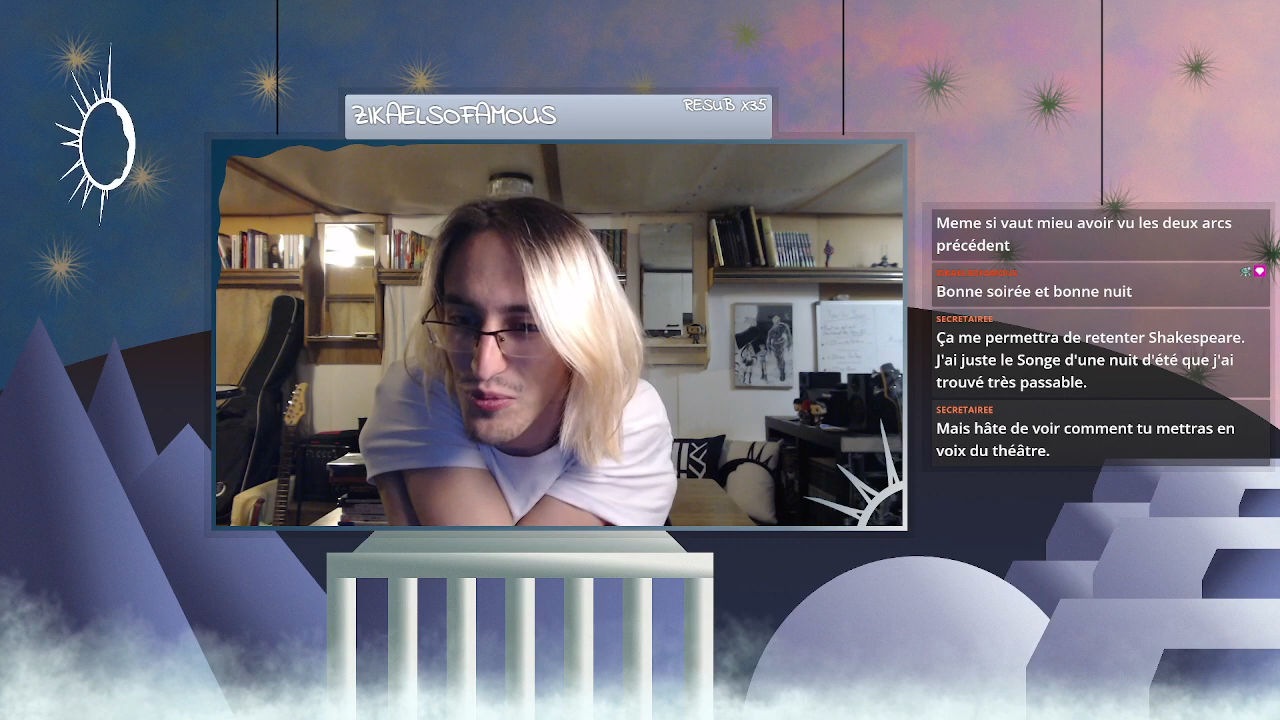 ZIKAELSOFAMOUS
RESUB X35
Meme si vaut mieu avoir vu les deux arcs
précédent
Bonne soirée et bonne nuit
SECRETAIREE
Ça me permettra de retenter Shakespeare.
J'ai juste le Songe d'une nuit d'été que j'ai
trouvé très passable.
SECRETAIREE
Mais hâte de voir comment tu mettras en
voix du théâtre.